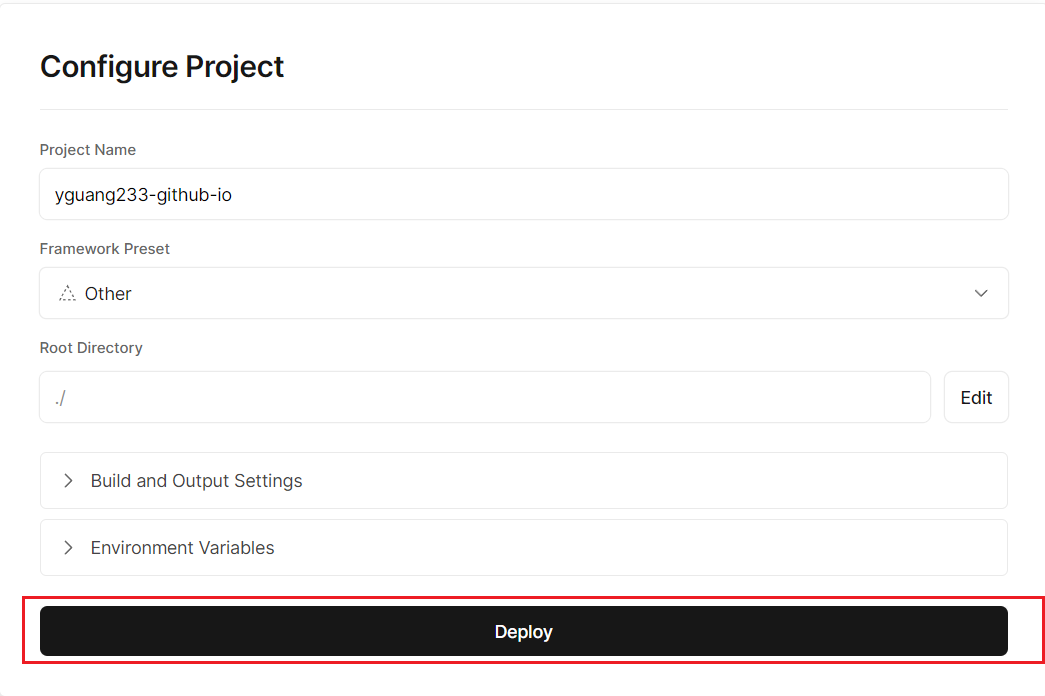 Configure Project
Project Name
yguang233-github-io
Framework Preset
Other
Root Directory
./
Edit
Build and Output Settings
Environment Variables
Deploy